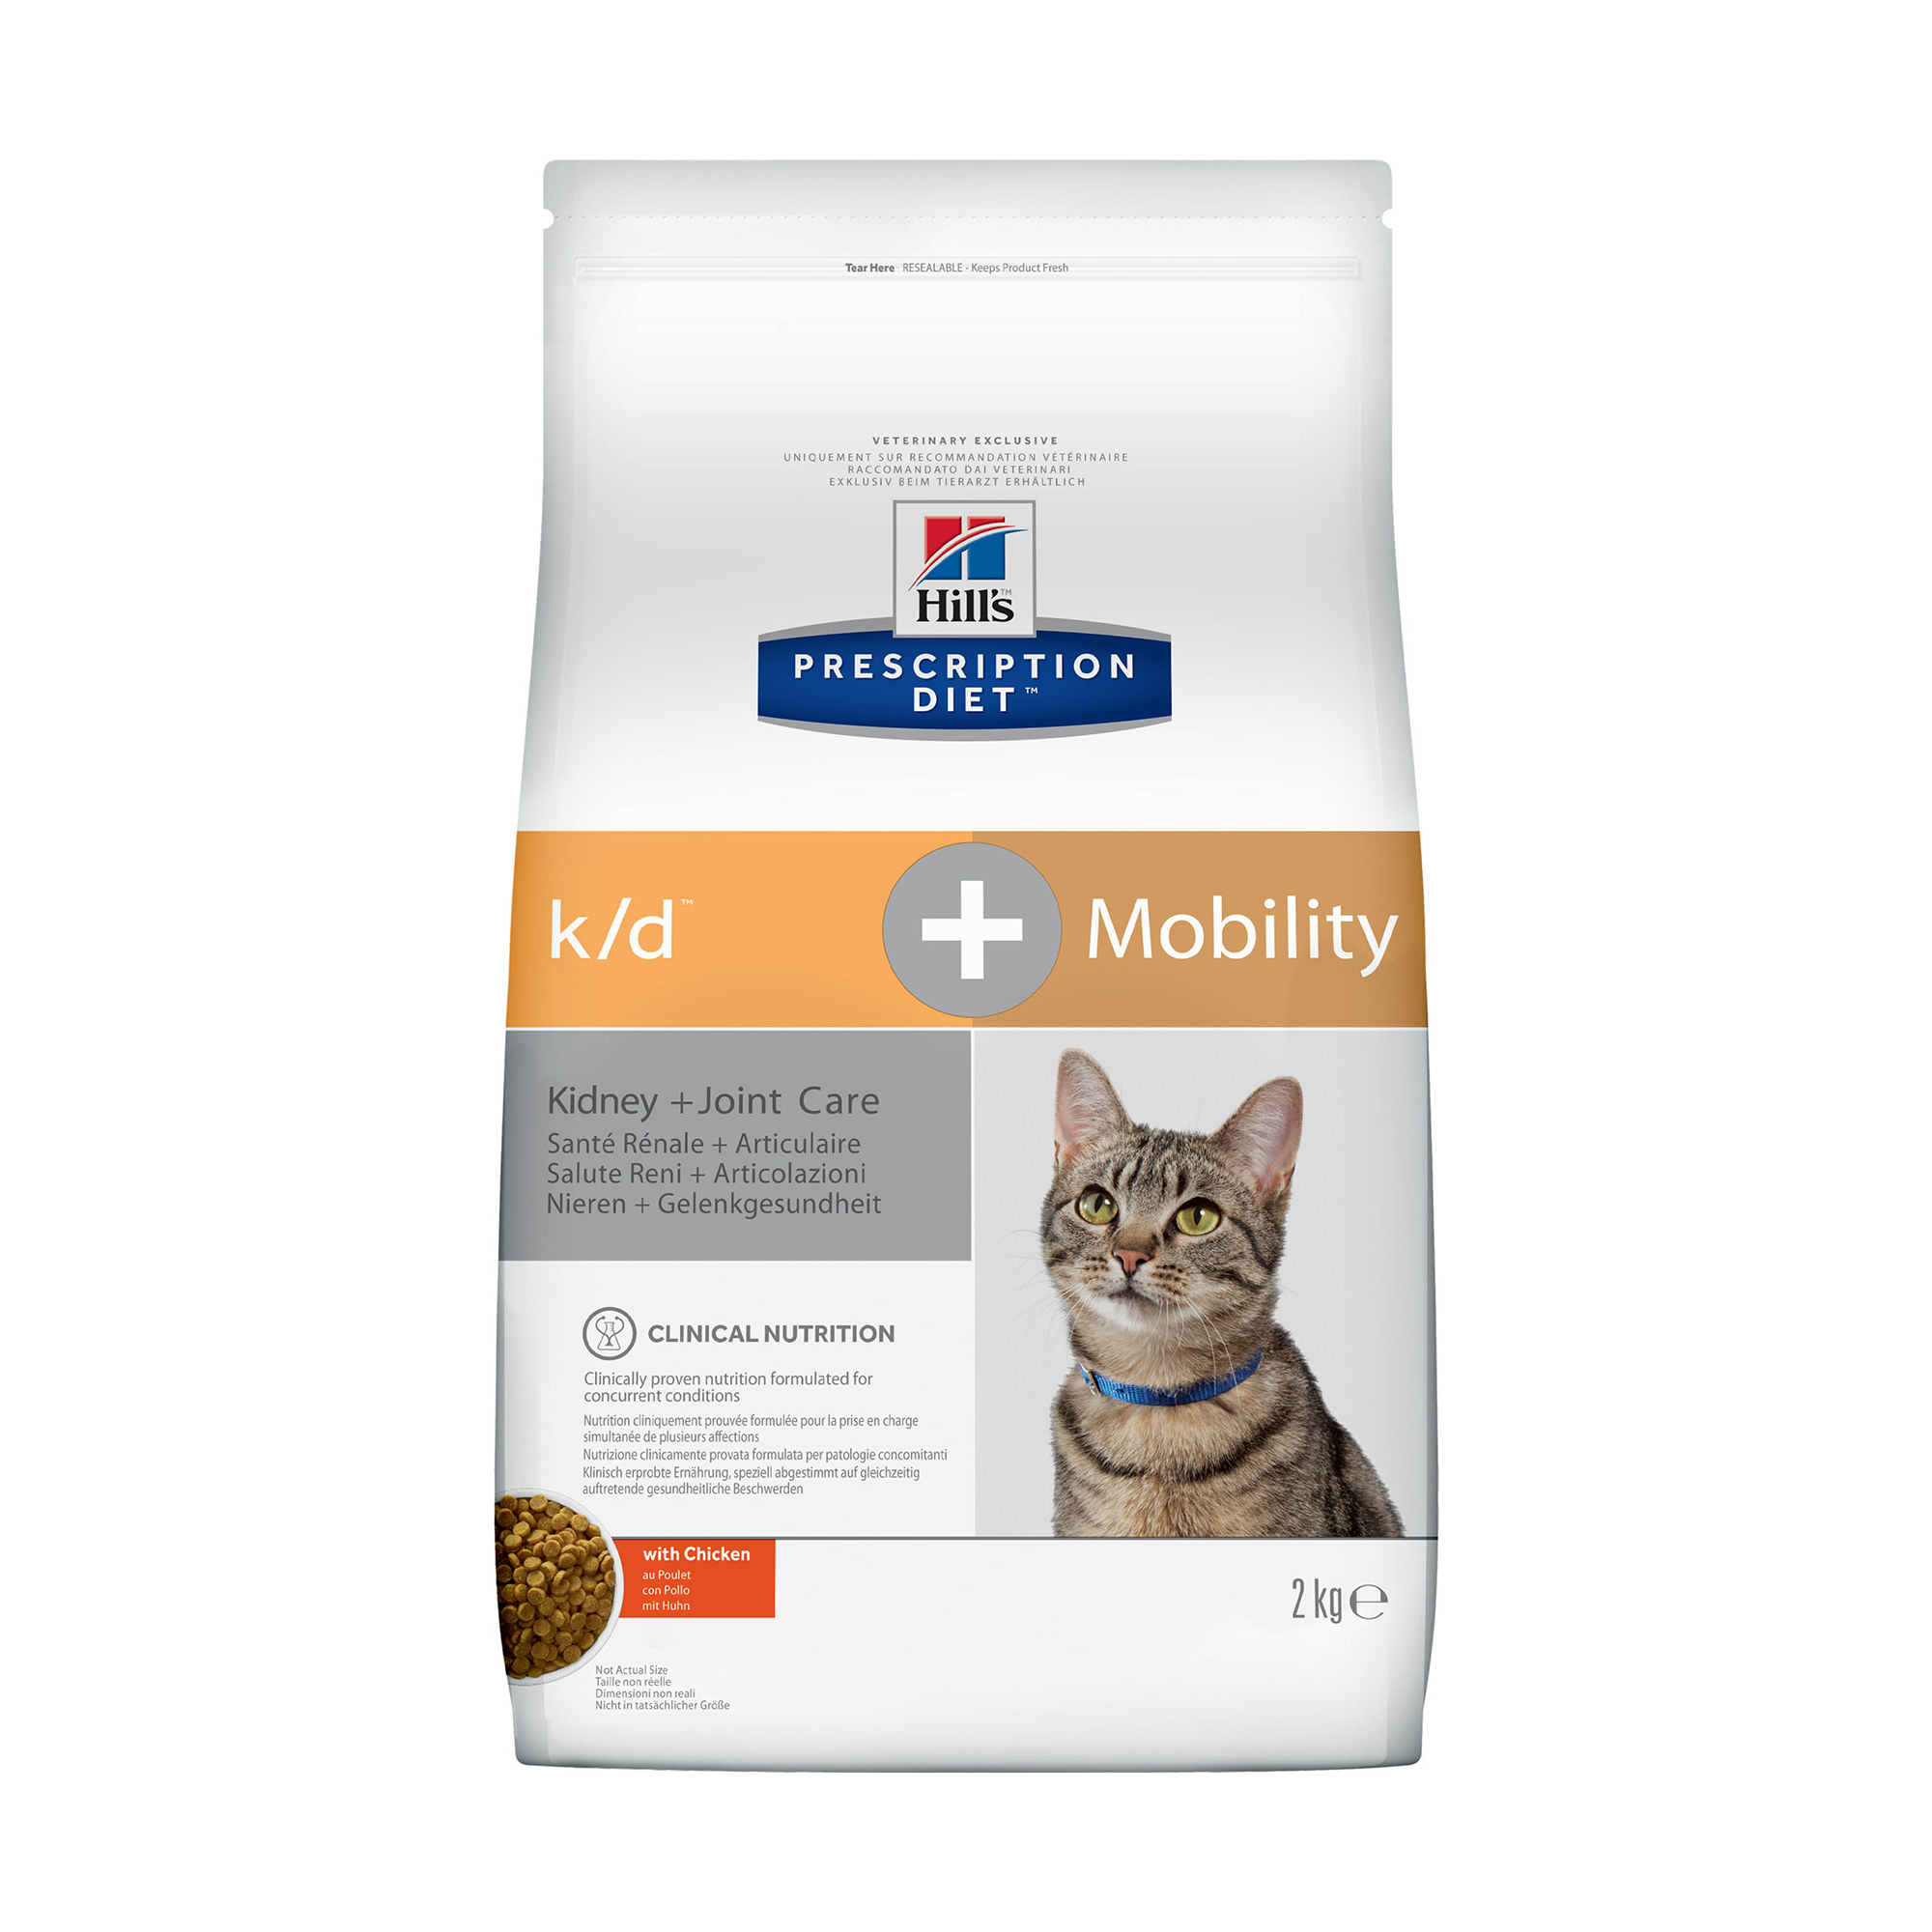 Tear Here - RESEALABLE - Keeps Product Fresh
VETERINARY EXCLUSIVE
UNIQUEMENT SUR RECOMMANDATION VÉTÉRINAIRE
RACCOMANDATO DAI VETERINARI
EXKLUSIV BEIM TIERARZT ERHÄLTLICH
Hill's™
PRESCRIPTION
DIET™
k/d™ + Mobility
Kidney + Joint Care
Santé Rénale + Articulaire
Salute Reni + Articolazioni
Nieren + Gelenkgesundheit
CLINICAL NUTRITION
Clinically proven nutrition formulated for
concurrent conditions
Nutrition cliniquement prouvée formulée pour la prise en charge
simultanée de plusieurs affections
Nutrizione clinicamente provata formulata per patologie concomitanti
Klinisch erprobte Ernährung, speziell abgestimmt auf gleichzeitig
auftretende gesundheitliche Beschwerden
with Chicken
au Poulet
con Pollo
mit Huhn
2 kg ℮
Not Actual Size
Taille non réelle
Dimensioni non reali
Nicht in tatsächlicher Größe